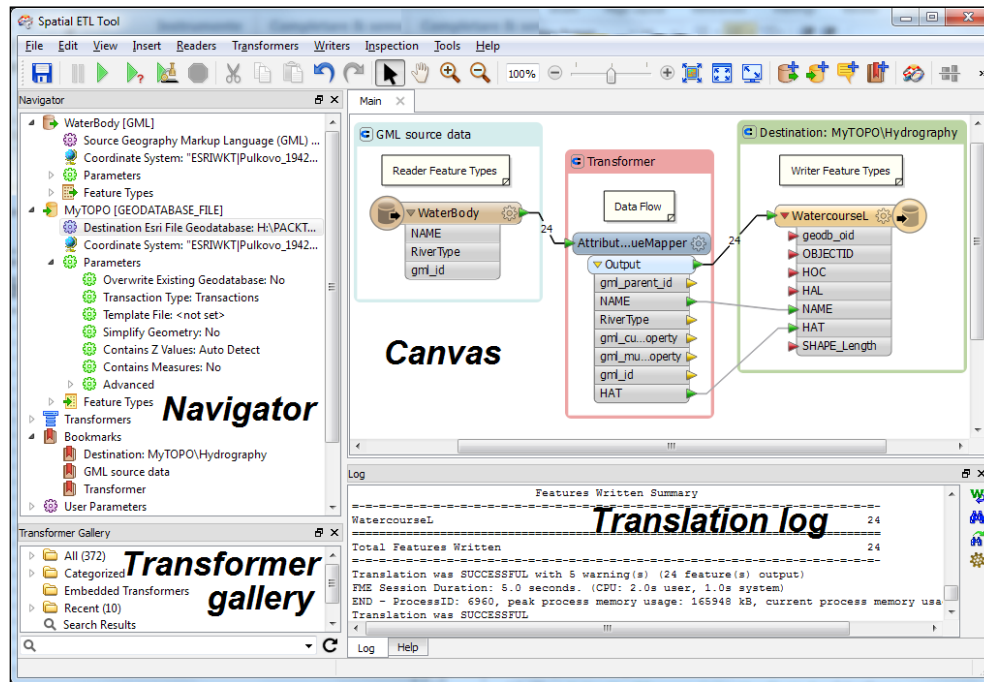 Spatial ETL Tool
File Edit View Insert Readers Transformers Writers Inspection Tools Help
100%
Navigator
WaterBody [GML]
Source Geography Markup Language (GML) ...
Coordinate System: "ESRIWKT|Pulkovo_1942...
Parameters
Feature Types
MyTOPO [GEODATABASE_FILE]
Destination Esri File Geodatabase: H:\PACKT...
Coordinate System: "ESRIWKT|Pulkovo_1942...
Parameters
Overwrite Existing Geodatabase: No
Transaction Type: Transactions
Template File: <not set>
Simplify Geometry: No
Contains Z Values: Auto Detect
Contains Measures: No
Advanced
Feature Types
Navigator
Transformers
Bookmarks
Destination: MyTOPO\Hydrography
GML source data
Transformer
User Parameters
Transformer Gallery
All (372)
Categorized
Embedded Transformers
Recent (10)
Search Results
Transformer
gallery
Main
GML source data
Reader Feature Types
WaterBody
NAME
RiverType
gml_id
24
Transformer
Data Flow
Attribut...ueMapper
Output
gml_parent_id
NAME
RiverType
gml_cu...operty
gml_mu...operty
gml_id
HAT
24
Destination: MyTOPO\Hydrography
Writer Feature Types
WatercourseL
geodb_oid
OBJECTID
HOC
HAL
NAME
HAT
SHAPE_Length
Canvas
Log
Features Written Summary
WatercourseL 24
Total Features Written 24
Translation was SUCCESSFUL with 5 warning(s) (24 feature(s) output)
FME Session Duration: 5.0 seconds. (CPU: 2.0s user, 1.0s system)
END - ProcessID: 6960, peak process memory usage: 165948 kB, current process memory usa
Translation was SUCCESSFUL
Translation log
Log Help